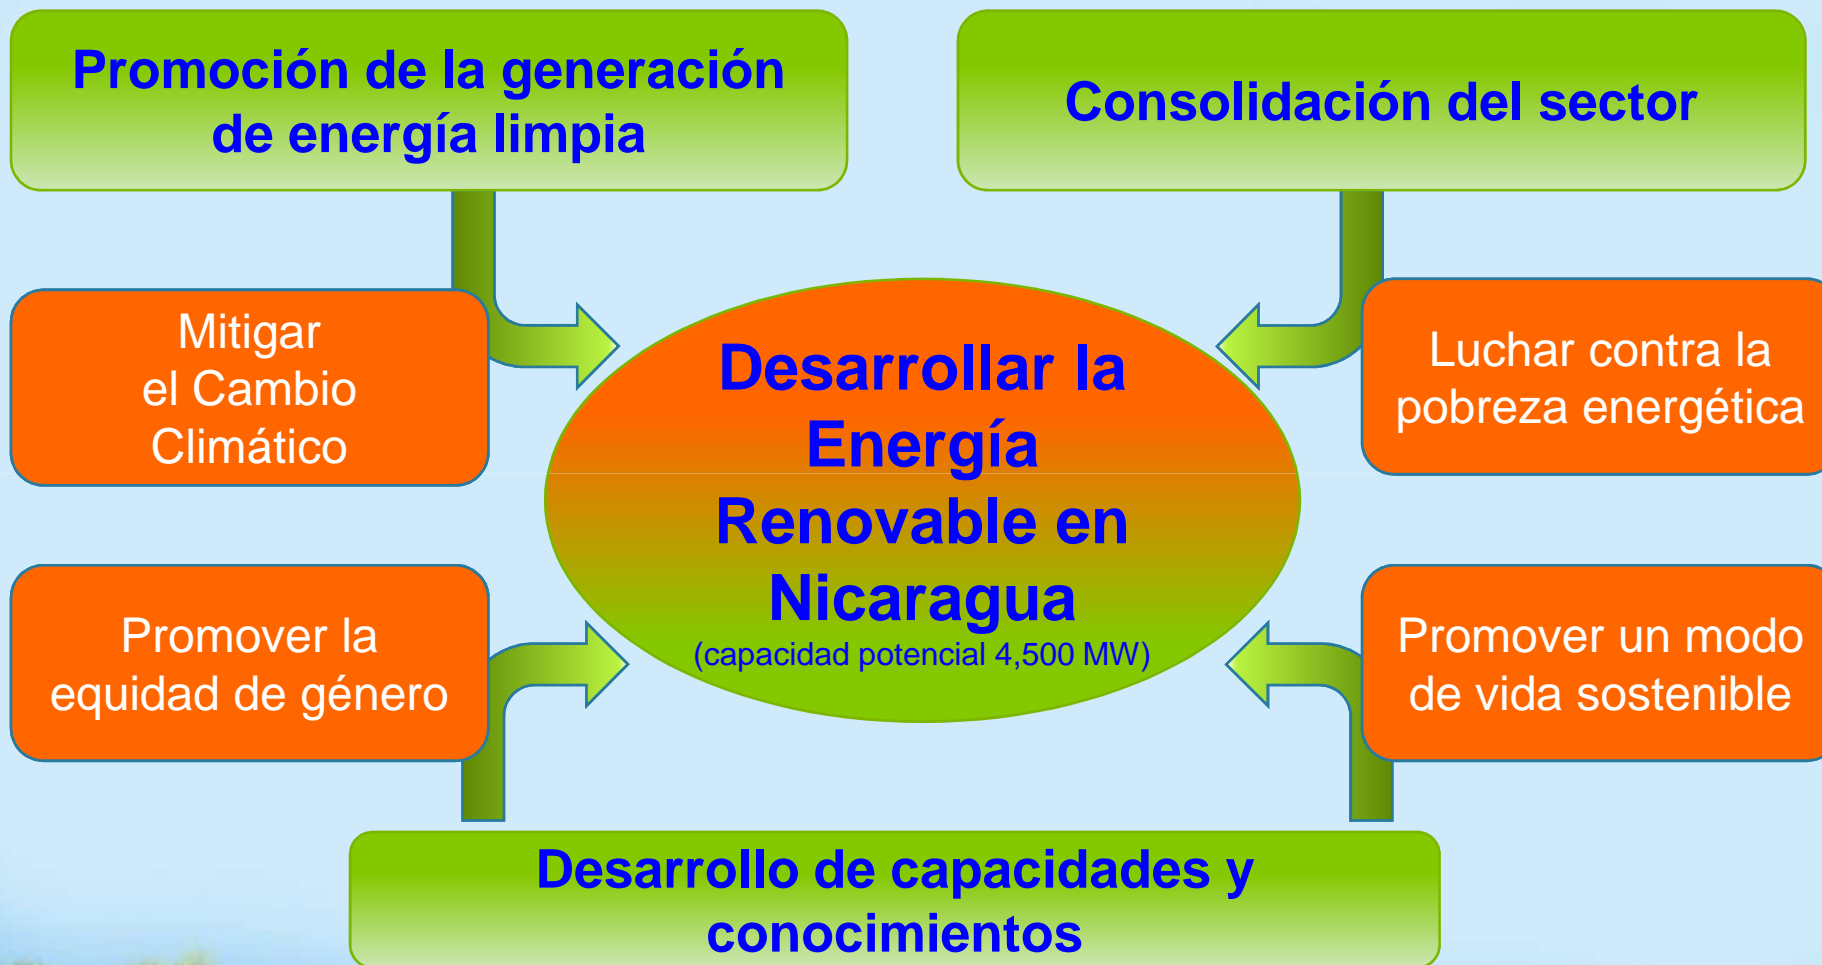 Promoción de la generación
de energía limpia
Consolidación del sector
Mitigar
el Cambio
Climático
Desarrollar la
Energía
Renovable en
Nicaragua
(capacidad potencial 4,500 MW)
Luchar contra la
pobreza energética
Promover la
equidad de género
Promover un modo
de vida sostenible
Desarrollo de capacidades y
conocimientos